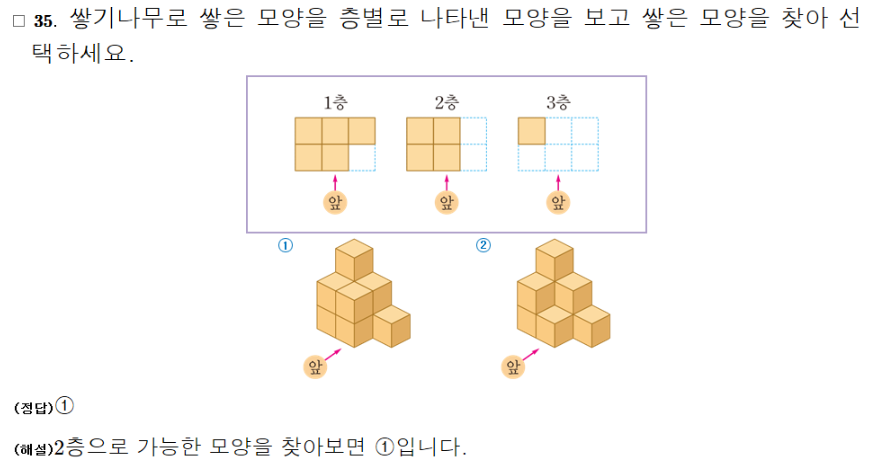 □ 35. 쌓기나무로 쌓은 모양을 층별로 나타낸 모양을 보고 쌓은 모양을 찾아 선
택하세요.
1층 2층 3층
앞 앞 앞
① ②
앞 앞
(정답)①
(해설)2층으로 가능한 모양을 찾아보면 ①입니다.